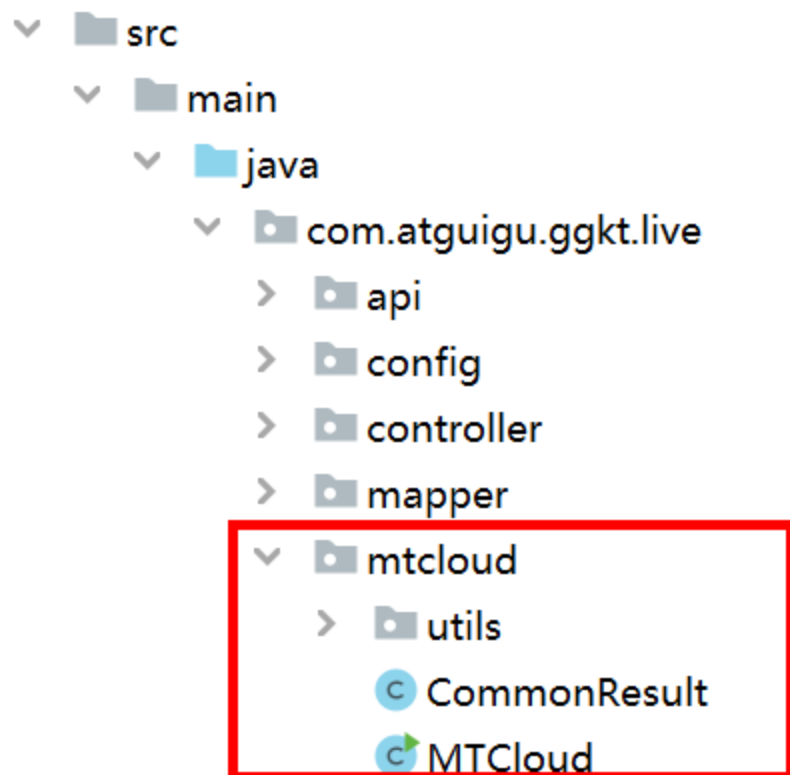 src
main
java
com.atguigu.ggkt.live
api
config
controller
mapper
mtcloud
utils
CommonResult
MTCloud